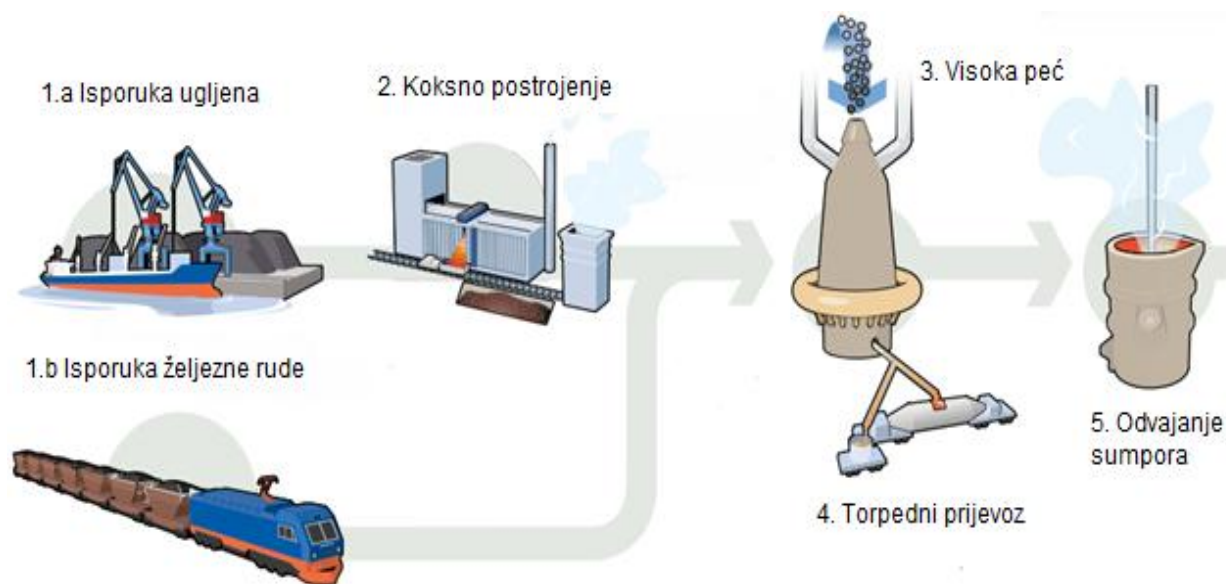 1.a Isporuka ugljena
2. Koksno postrojenje
3. Visoka peć
1.b Isporuka željezne rude
4. Torpedni prijevoz
5. Odvajanje
sumpora